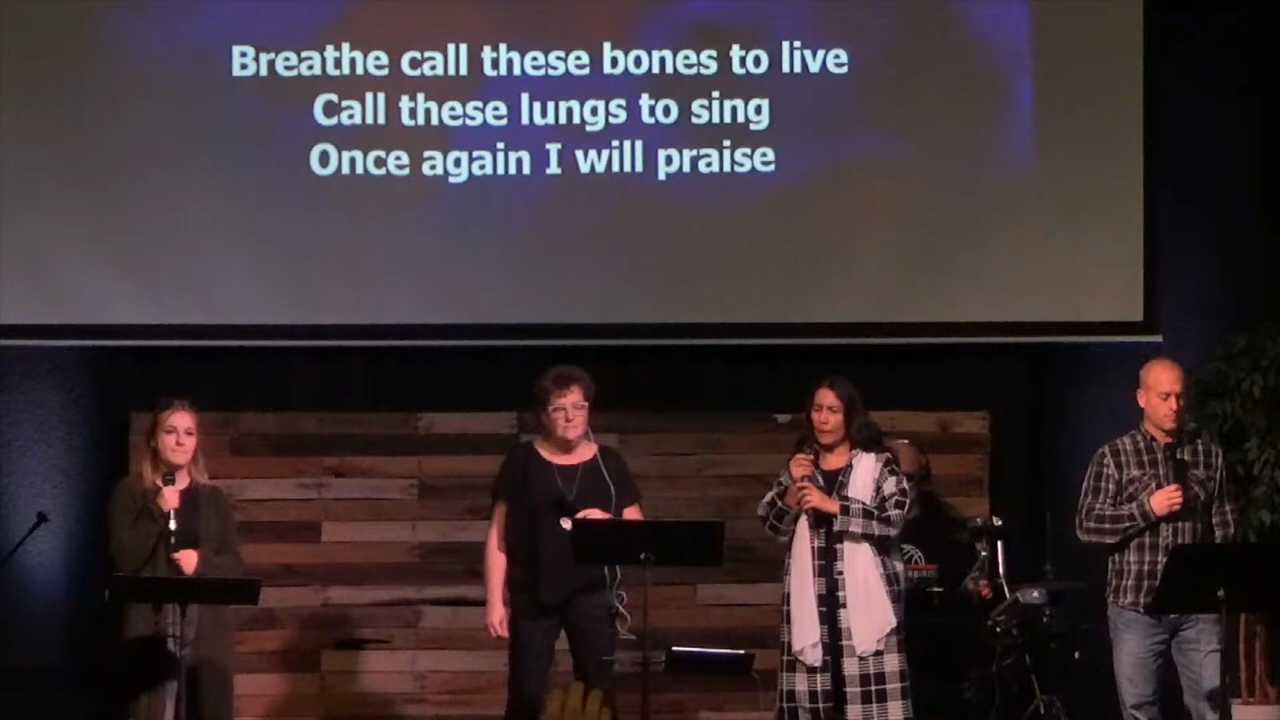 Breathe call these bones to live
Call these lungs to sing
Once again I will praise